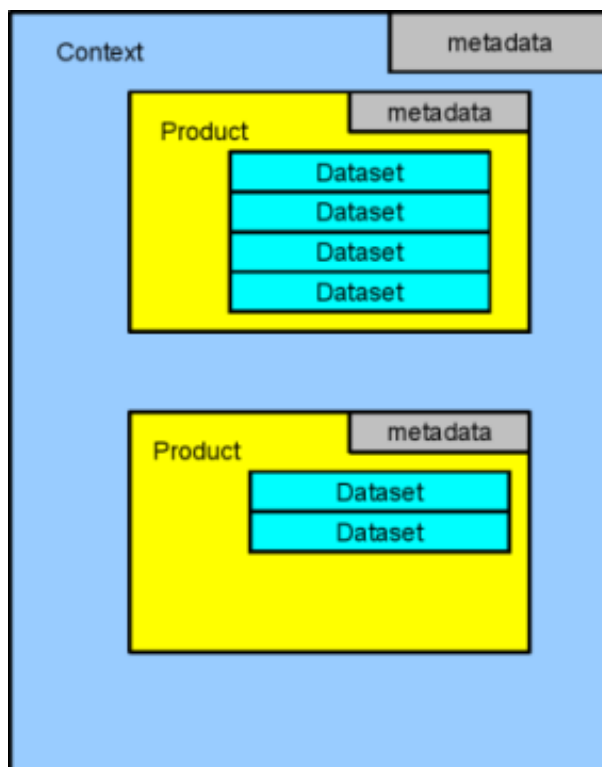 metadata
Context
metadata
Product
Dataset
Dataset
Dataset
Dataset
metadata
Product
Dataset
Dataset